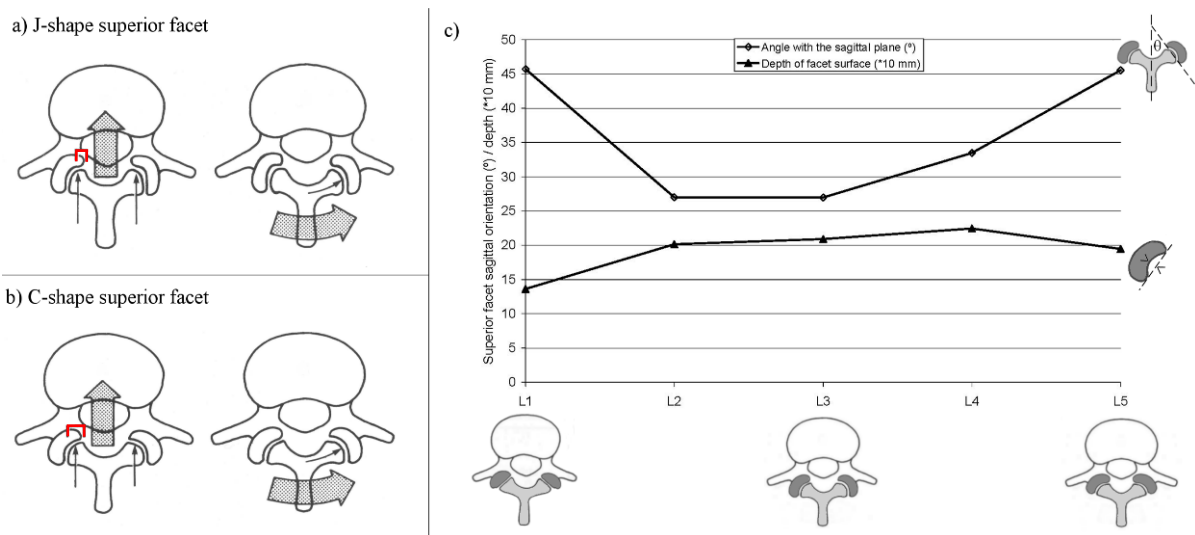 a) J-shape superior facet
b) C-shape superior facet
c)
Superior facet sagittal orientation (º) / depth (*10 mm)
50
45
40
35
30
25
20
15
10
5
0
Angle with the sagittal plane (º)
Depth of facet surface (*10 mm)
θ
L1 L2 L3 L4 L5